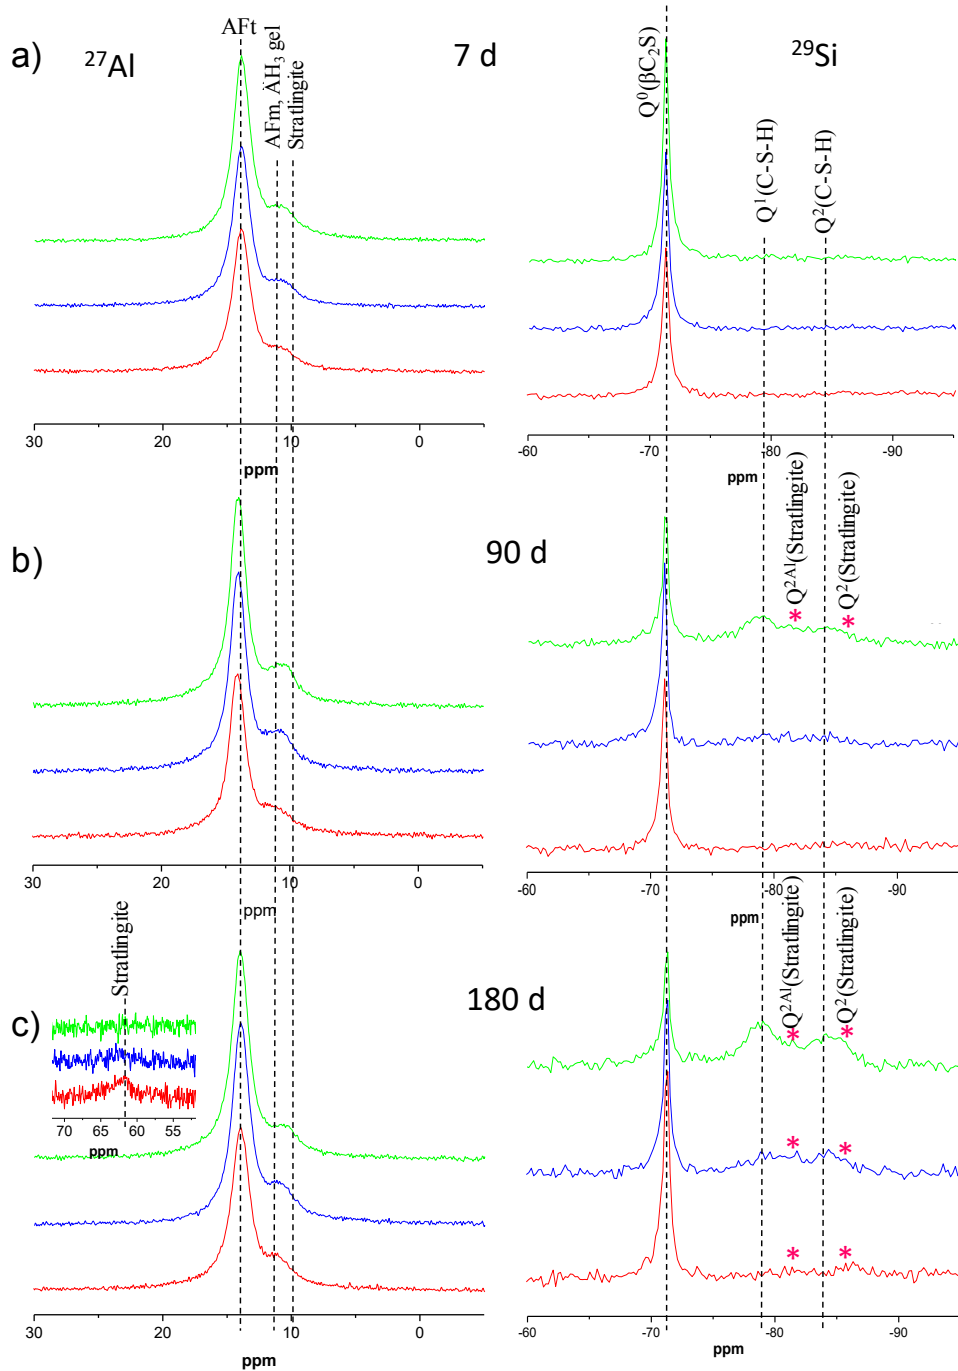 a)
²⁷Al
AFt
AFm, ÄH₃ gel
Stratlingite
7 d
Q⁰(βC₂S)
²⁹Si
Q¹(C-S-H)
Q²(C-S-H)
30 20 10 0
ppm
-60 -70 -80 -90
ppm
b)
90 d
* Q²ᴬˡ(Stratlingite)
* Q²(Stratlingite)
30 20 10 0
ppm
-60 -70 -80 -90
ppm
c)
Stratlingite
70 65 60 55
ppm
180 d
Q²ᴬˡ(Stratlingite)
*
Q²(Stratlingite)
*
* *
* *
30 20 10 0
ppm
-60 -70 -80 -90
ppm